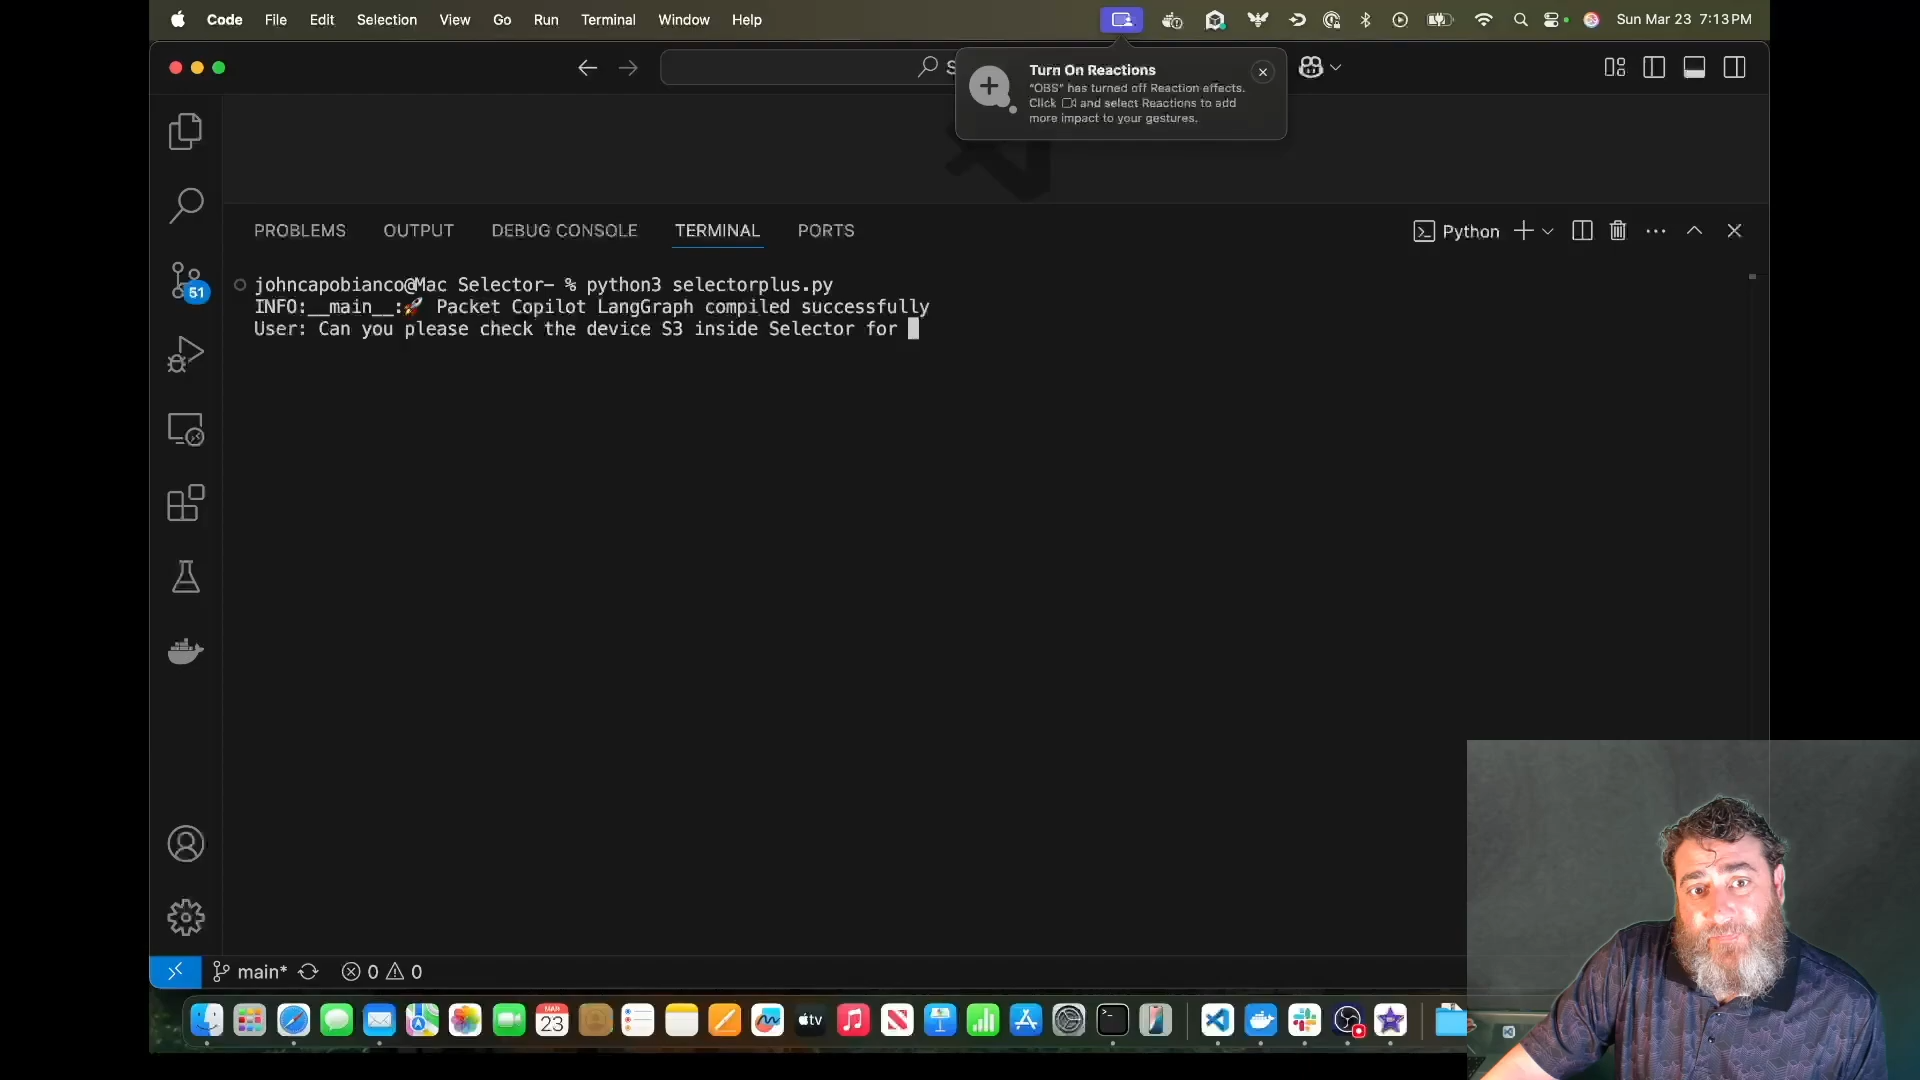 Code File Edit Selection View Go Run Terminal Window Help Sun Mar 23 7:13 PM
Turn On Reactions
"OBS" has turned off Reaction effects.
Click and select Reactions to add
more impact to your gestures.
S
PROBLEMS OUTPUT DEBUG CONSOLE TERMINAL PORTS Python
51
johncapobianco@Mac Selector- % python3 selectorplus.py
INFO:__main__:🚀 Packet Copilot LangGraph compiled successfully
User: Can you please check the device S3 inside Selector for
main* 0 0
MAR
23
tv